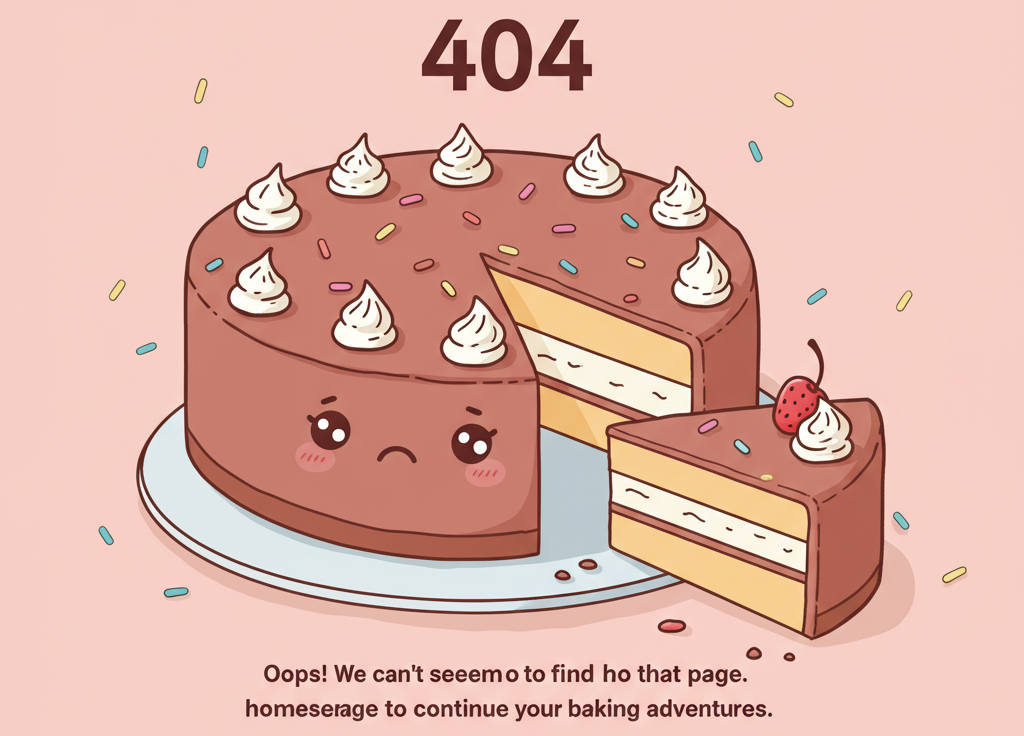 404
Oops! We can't seeemo to find ho that page.
homeserage to continue your baking adventures.